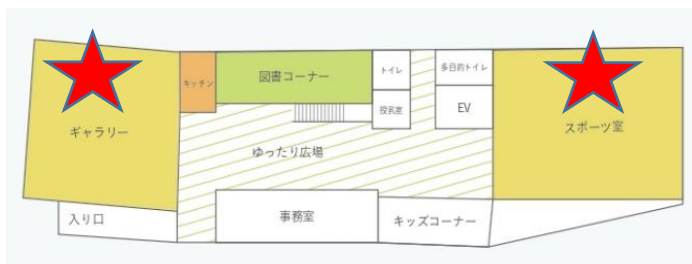 キッチン
図書コーナー
トイレ
多目的トイレ
授乳室
EV
ギャラリー
スポーツ室
ゆったり広場
入り口
事務室
キッズコーナー